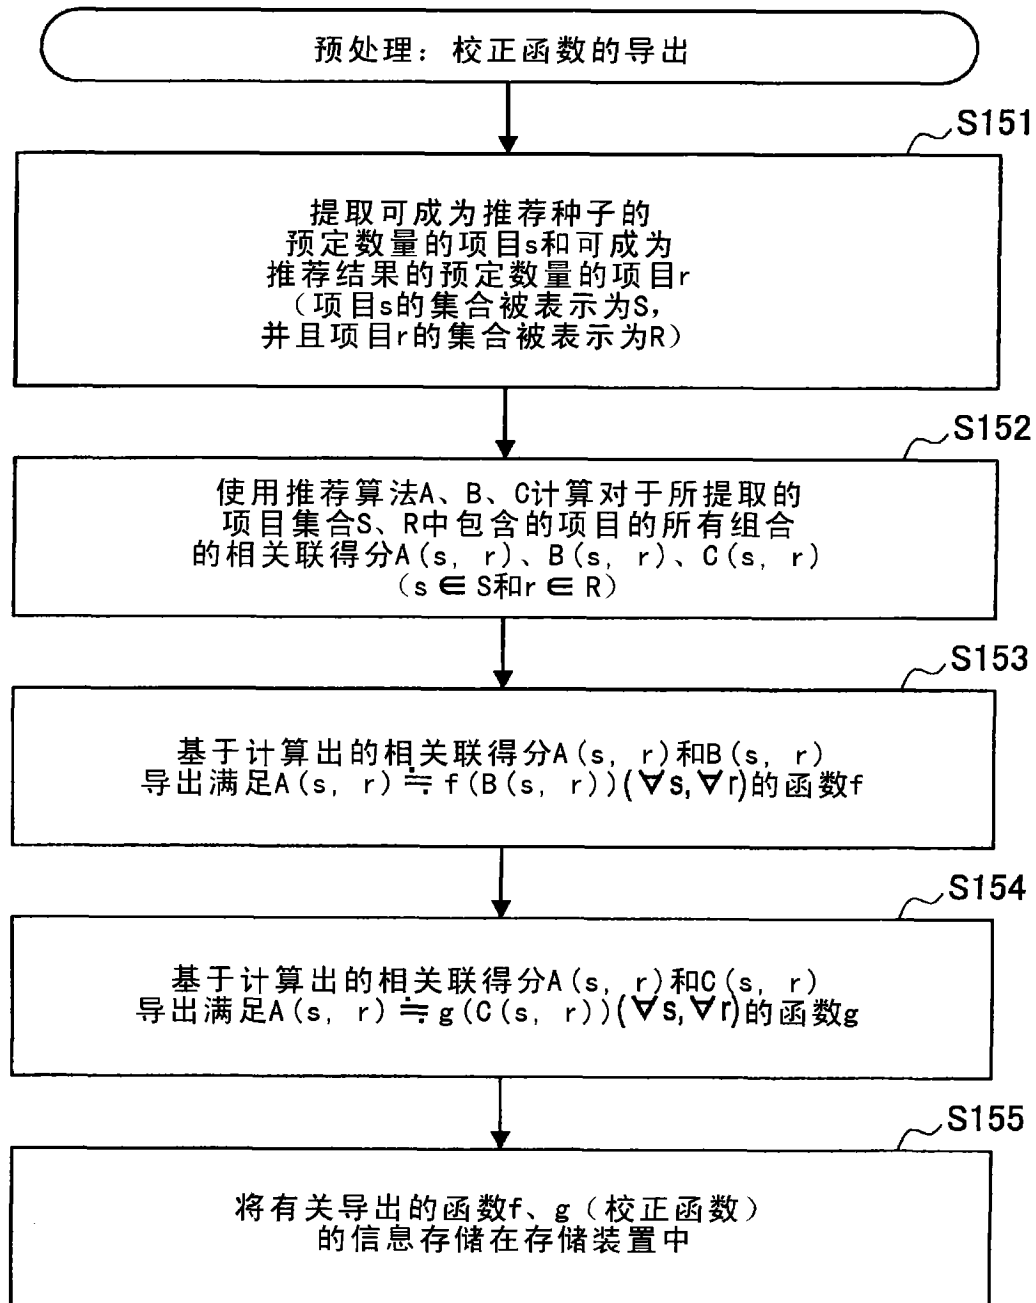 预处理：校正函数的导出
S151
提取可成为推荐种子的
预定数量的项目s和可成为
推荐结果的预定数量的项目r
（项目s的集合被表示为S，
并且项目r的集合被表示为R）
S152
使用推荐算法A、B、C计算对于所提取的
项目集合S、R中包含的项目的所有组合
的相关联得分A(s, r)、B(s, r)、C(s, r)
（s∈S和r∈R）
S153
基于计算出的相关联得分A(s, r)和B(s, r)
导出满足A(s, r)≒f(B(s, r))(∀s,∀r)的函数f
S154
基于计算出的相关联得分A(s, r)和C(s, r)
导出满足A(s, r)≒g(C(s, r))(∀s,∀r)的函数g
S155
将有关导出的函数f、g（校正函数）
的信息存储在存储装置中